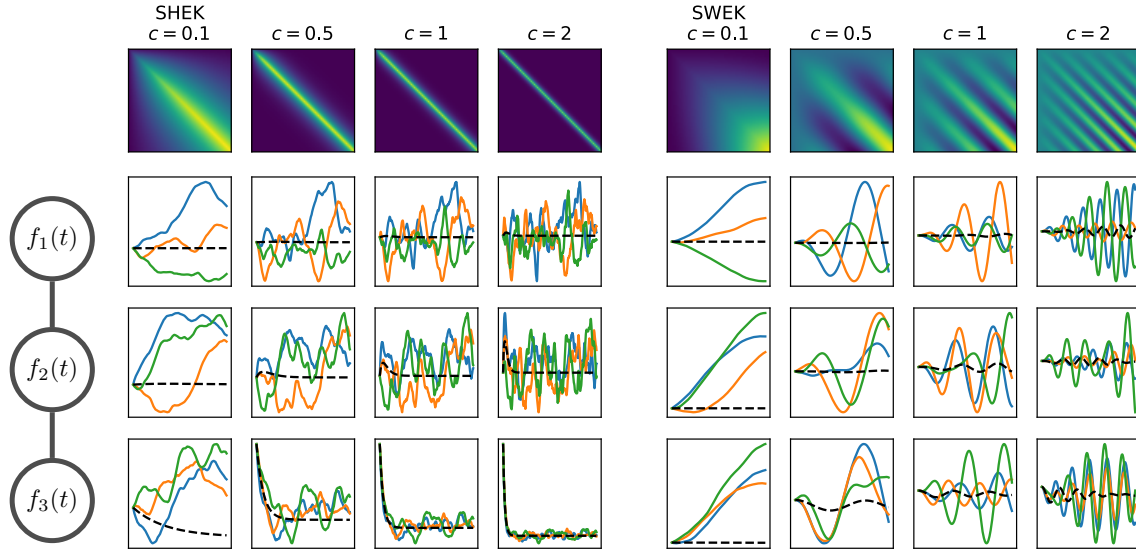 SHEK
c = 0.1
c = 0.5
c = 1
c = 2
SWEK
c = 0.1
c = 0.5
c = 1
c = 2
f₁(t)
f₂(t)
f₃(t)